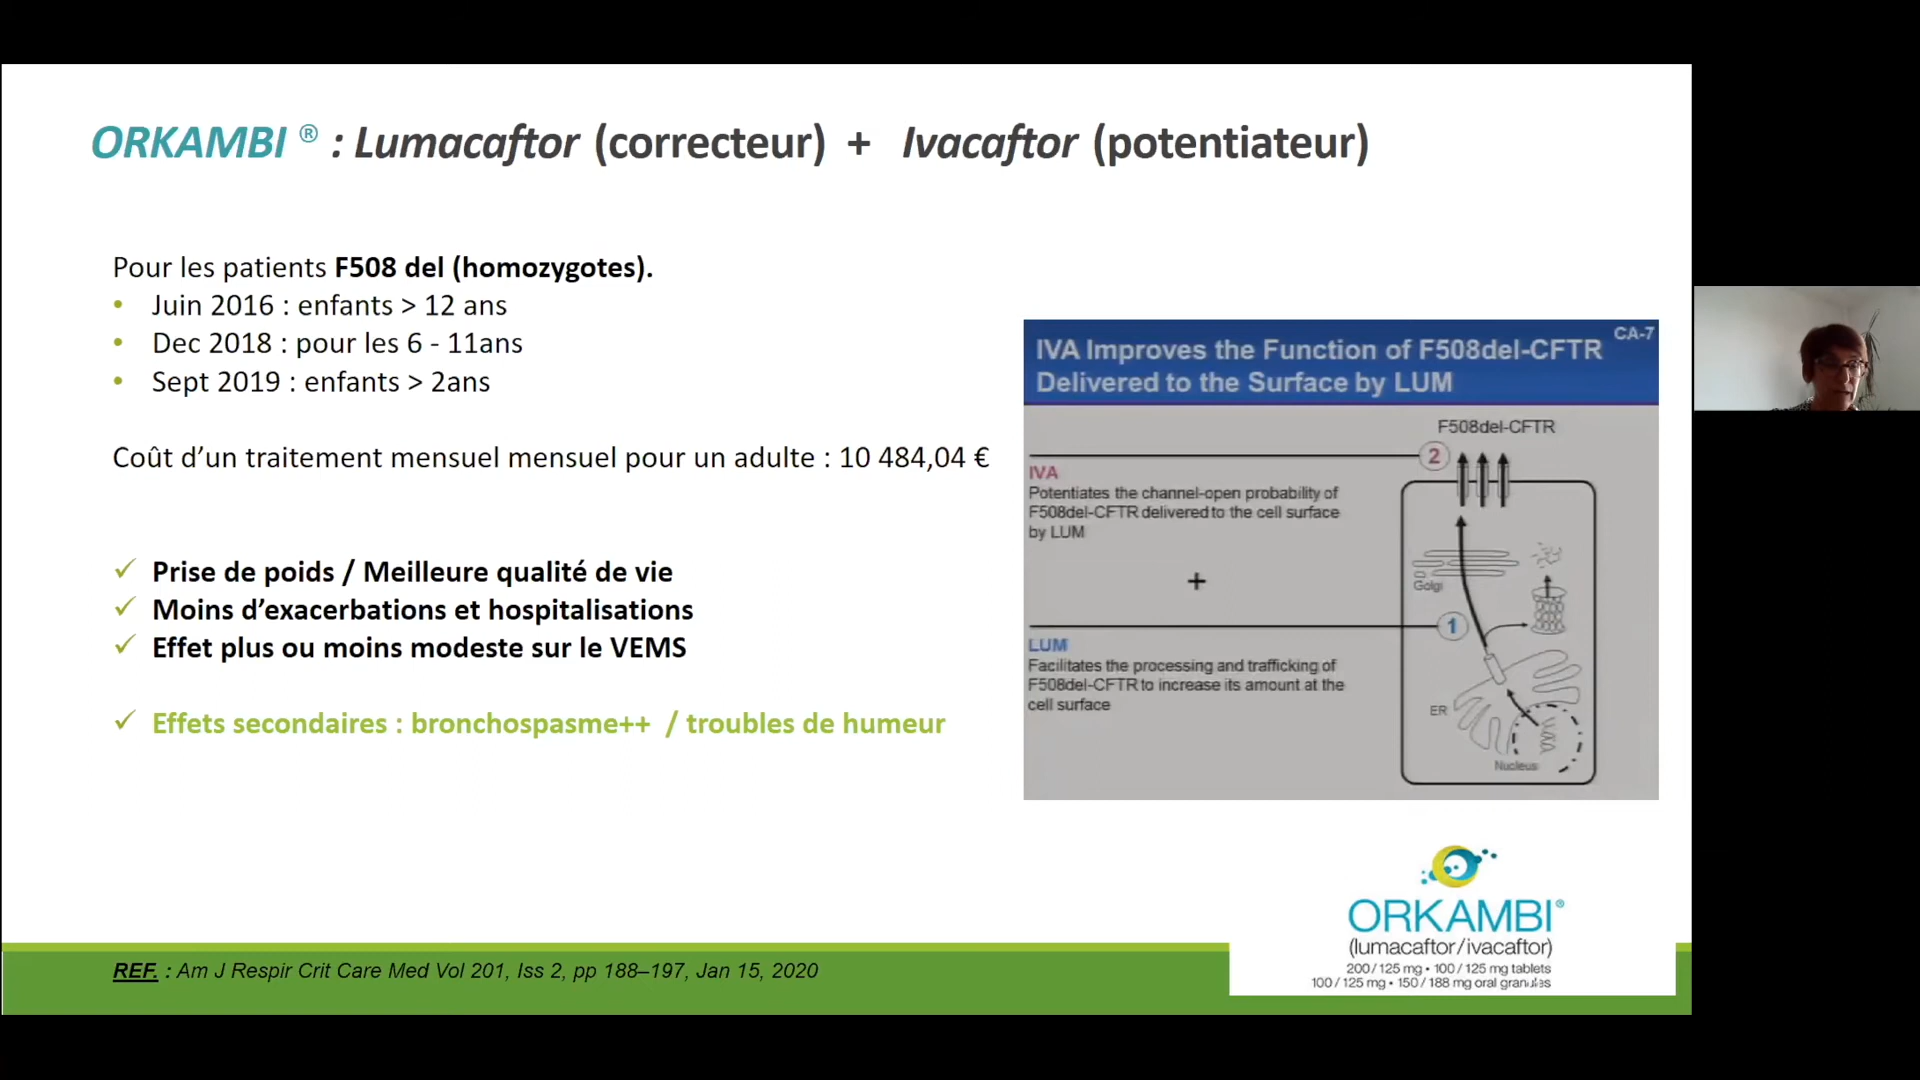 ORKAMBI ® : Lumacaftor (correcteur) + Ivacaftor (potentiateur)
Pour les patients F508 del (homozygotes).
• Juin 2016 : enfants > 12 ans
• Dec 2018 : pour les 6 - 11ans
• Sept 2019 : enfants > 2ans
Coût d’un traitement mensuel mensuel pour un adulte : 10 484,04 €
✓ Prise de poids / Meilleure qualité de vie
✓ Moins d’exacerbations et hospitalisations
✓ Effet plus ou moins modeste sur le VEMS
✓ Effets secondaires : bronchospasme++ / troubles de humeur
CA-7
IVA Improves the Function of F508del-CFTR
Delivered to the Surface by LUM
F508del-CFTR
2
IVA
Potentiates the channel-open probability of
F508del-CFTR delivered to the cell surface
by LUM
+
Golgi
1
LUM
Facilitates the processing and trafficking of
F508del-CFTR to increase its amount at the
cell surface
ER
Nucleus
ORKAMBI®
(lumacaftor/ivacaftor)
200/125 mg • 100/125 mg tablets
100/125 mg • 150/188 mg oral granules
REF. : Am J Respir Crit Care Med Vol 201, Iss 2, pp 188–197, Jan 15, 2020